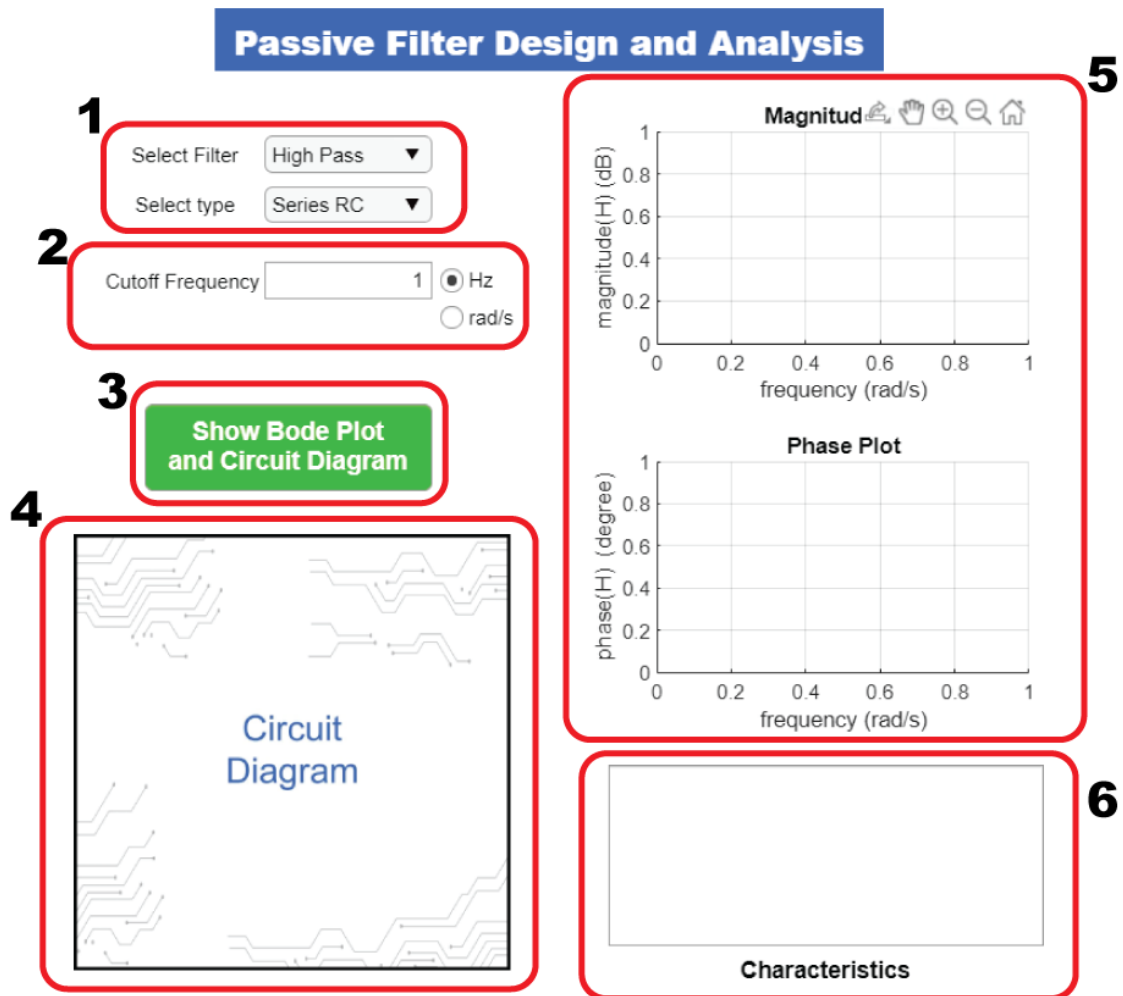 Passive Filter Design and Analysis
1
Select Filter High Pass
Select type Series RC
2
Cutoff Frequency 1 Hz
rad/s
3
Show Bode Plot
and Circuit Diagram
4
Circuit
Diagram
5
Magnitud
magnitude(H) (dB)
1
0.8
0.6
0.4
0.2
0
0 0.2 0.4 0.6 0.8 1
frequency (rad/s)
Phase Plot
phase(H) (degree)
1
0.8
0.6
0.4
0.2
0
0 0.2 0.4 0.6 0.8 1
frequency (rad/s)
6
Characteristics